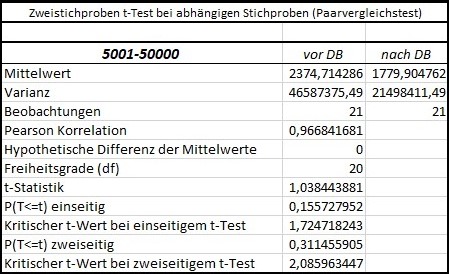 Zweistichproben t-Test bei abhängigen Stichproben (Paarvergleichstest)
5001-50000 vor DB nach DB
Mittelwert 2374,714286 1779,904762
Varianz 46587375,49 21498411,49
Beobachtungen 21 21
Pearson Korrelation 0,966841681
Hypothetische Differenz der Mittelwerte 0
Freiheitsgrade (df) 20
t-Statistik 1,038443881
P(T<=t) einseitig 0,155727952
Kritischer t-Wert bei einseitigem t-Test 1,724718243
P(T<=t) zweiseitig 0,311455905
Kritischer t-Wert bei zweiseitigem t-Test 2,085963447